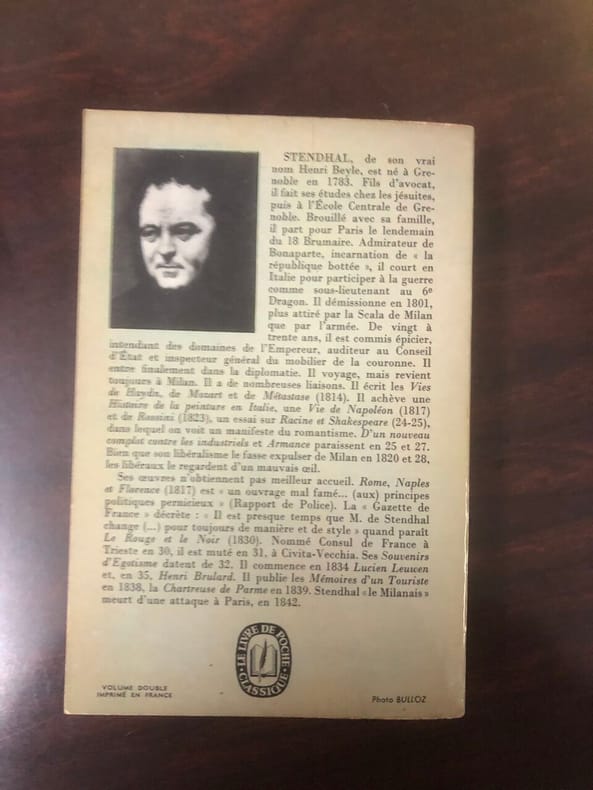 STENDHAL, de son vrai
nom Henri Beyle, est né à Gre-
noble en 1783. Fils d'avocat,
il fait ses études chez les jésuites,
puis à l'École Centrale de Gre-
noble. Brouillé avec sa famille,
il part pour Paris le lendemain
du 18 Brumaire. Admirateur de
Bonaparte, incarnation de « la
république bottée », il court en
Italie pour participer à la guerre
comme sous-lieutenant au 6e
Dragon. Il démissionne en 1801,
plus attiré par la Scala de Milan
que par l'armée. De vingt à
trente ans, il est commis épicier,
intendant des domaines de l'Empereur, auditeur au Conseil
d'État et inspecteur général du mobilier de la couronne. Il
entre finalement dans la diplomatie. Il voyage, mais revient
toujours à Milan. Il a de nombreuses liaisons. Il écrit les Vies
de Haydn, de Mozart et de Métastase (1814). Il achève une
Histoire de la peinture en Italie, une Vie de Napoléon (1817)
et de Rossini (1823), un essai sur Racine et Shakespeare (24-25),
dans lequel on voit un manifeste du romantisme. D'un nouveau
complot contre les industriels et Armance paraissent en 25 et 27.
Bien que son libéralisme le fasse expulser de Milan en 1820 et 28,
les libéraux le regardent d'un mauvais œil.
Ses œuvres n'obtiennent pas meilleur accueil. Rome, Naples
et Florence (1817) est « un ouvrage mal famé... (aux) principes
politiques pernicieux » (Rapport de Police). La « Gazette de
France » décrète : « Il est presque temps que M. de Stendhal
change (...) pour toujours de manière et de style » quand paraît
Le Rouge et le Noir (1830). Nommé Consul de France à
Trieste en 30, il est muté en 31, à Civita-Vecchia. Ses Souvenirs
d'Egotisme datent de 32. Il commence en 1834 Lucien Leuwen
et, en 35, Henri Brulard. Il publie les Mémoires d'un Touriste
en 1838, la Chartreuse de Parme en 1839. Stendhal « le Milanais »
meurt d'une attaque à Paris, en 1842.
LE LIVRE DE POCHE
CLASSIQUE
VOLUME DOUBLE
IMPRIMÉ EN FRANCE
Photo BULLOZ